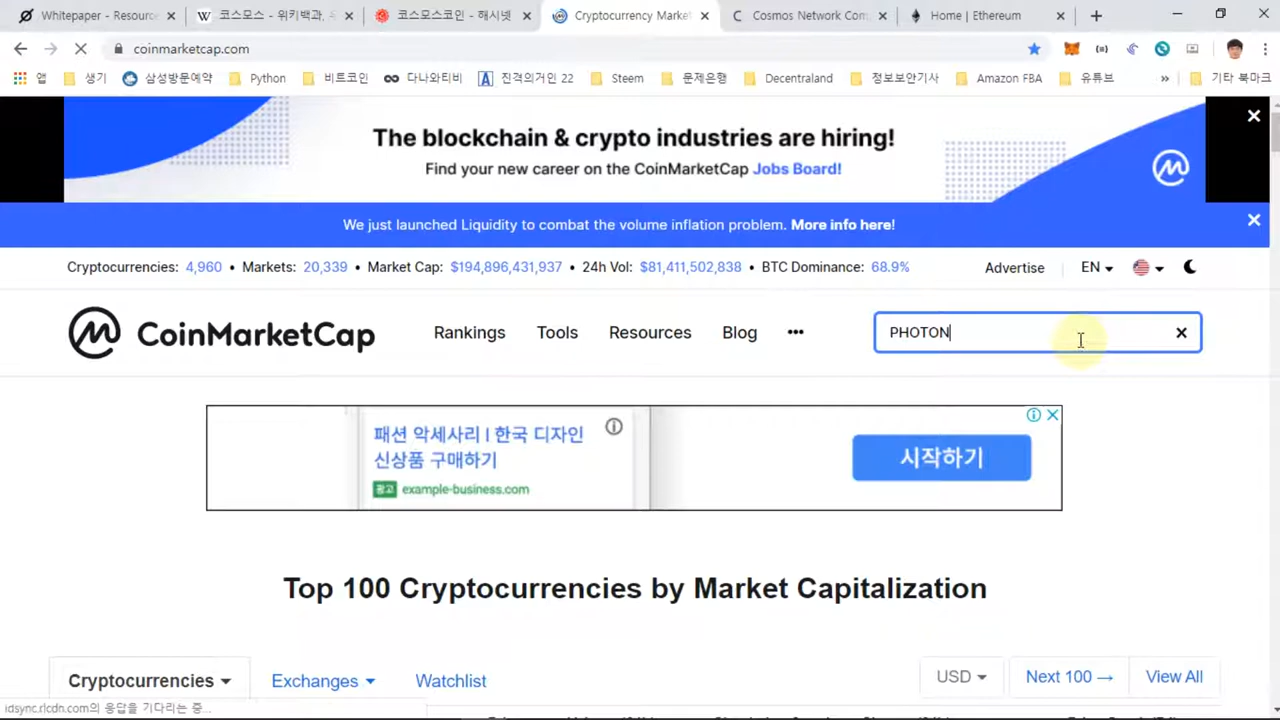 Whitepaper - Resourc
코스모스 - 위키백과, 우
코스모스코인 - 해시넷
Cryptocurrency Market
Cosmos Network Com
Home | Ethereum
coinmarketcap.com
앱 생기 삼성방문예약 Python 비트코인 다나와티비 진격의거인 22 Steem 문제은행 Decentraland 정보보안기사 Amazon FBA 유튜브 » 기타 북마크
The blockchain & crypto industries are hiring!
Find your new career on the CoinMarketCap Jobs Board!
We just launched Liquidity to combat the volume inflation problem. More info here!
Cryptocurrencies: 4,960 • Markets: 20,339 • Market Cap: $194,896,431,937 • 24h Vol: $81,411,502,838 • BTC Dominance: 68.9% Advertise EN
CoinMarketCap Rankings Tools Resources Blog ••• PHOTON
패션 악세사리 | 한국 디자인
신상품 구매하기
광고 example-business.com
시작하기
Top 100 Cryptocurrencies by Market Capitalization
Cryptocurrencies Exchanges Watchlist USD Next 100 → View All
idsync.rlcdn.com의 응답을 기다리는 중...